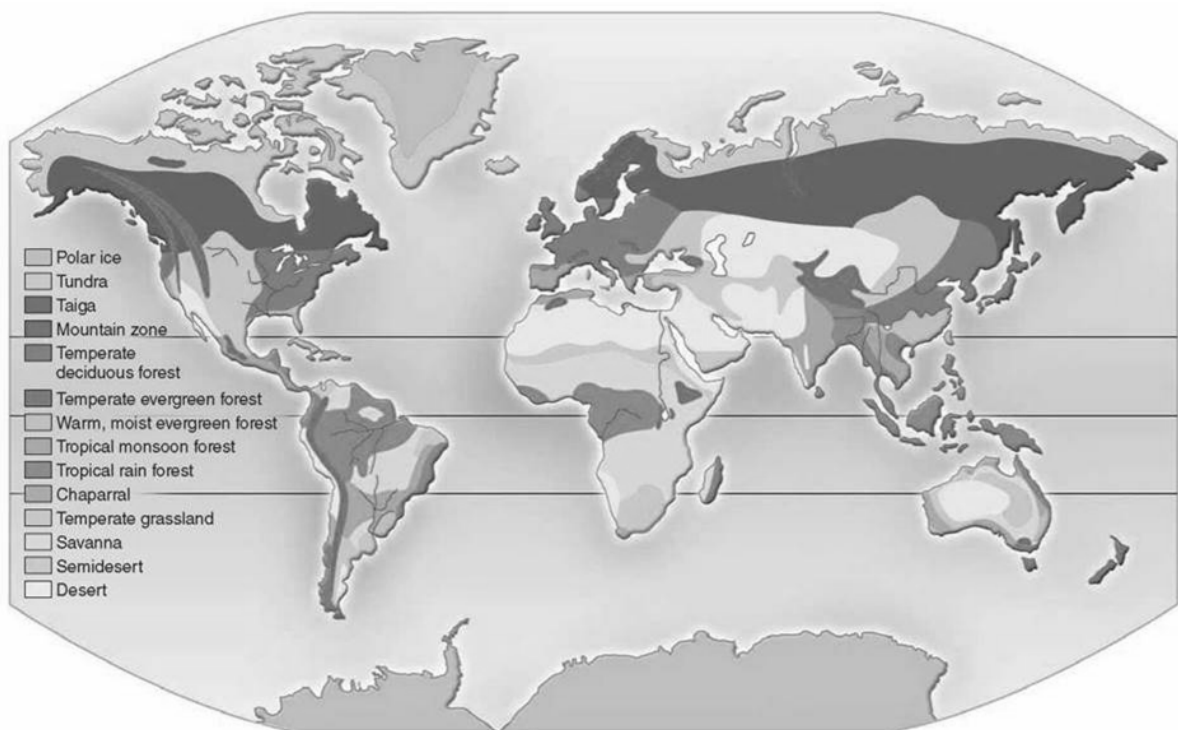 Polar ice
Tundra
Taiga
Mountain zone
Temperate
deciduous forest
Temperate evergreen forest
Warm, moist evergreen forest
Tropical monsoon forest
Tropical rain forest
Chaparral
Temperate grassland
Savanna
Semidesert
Desert